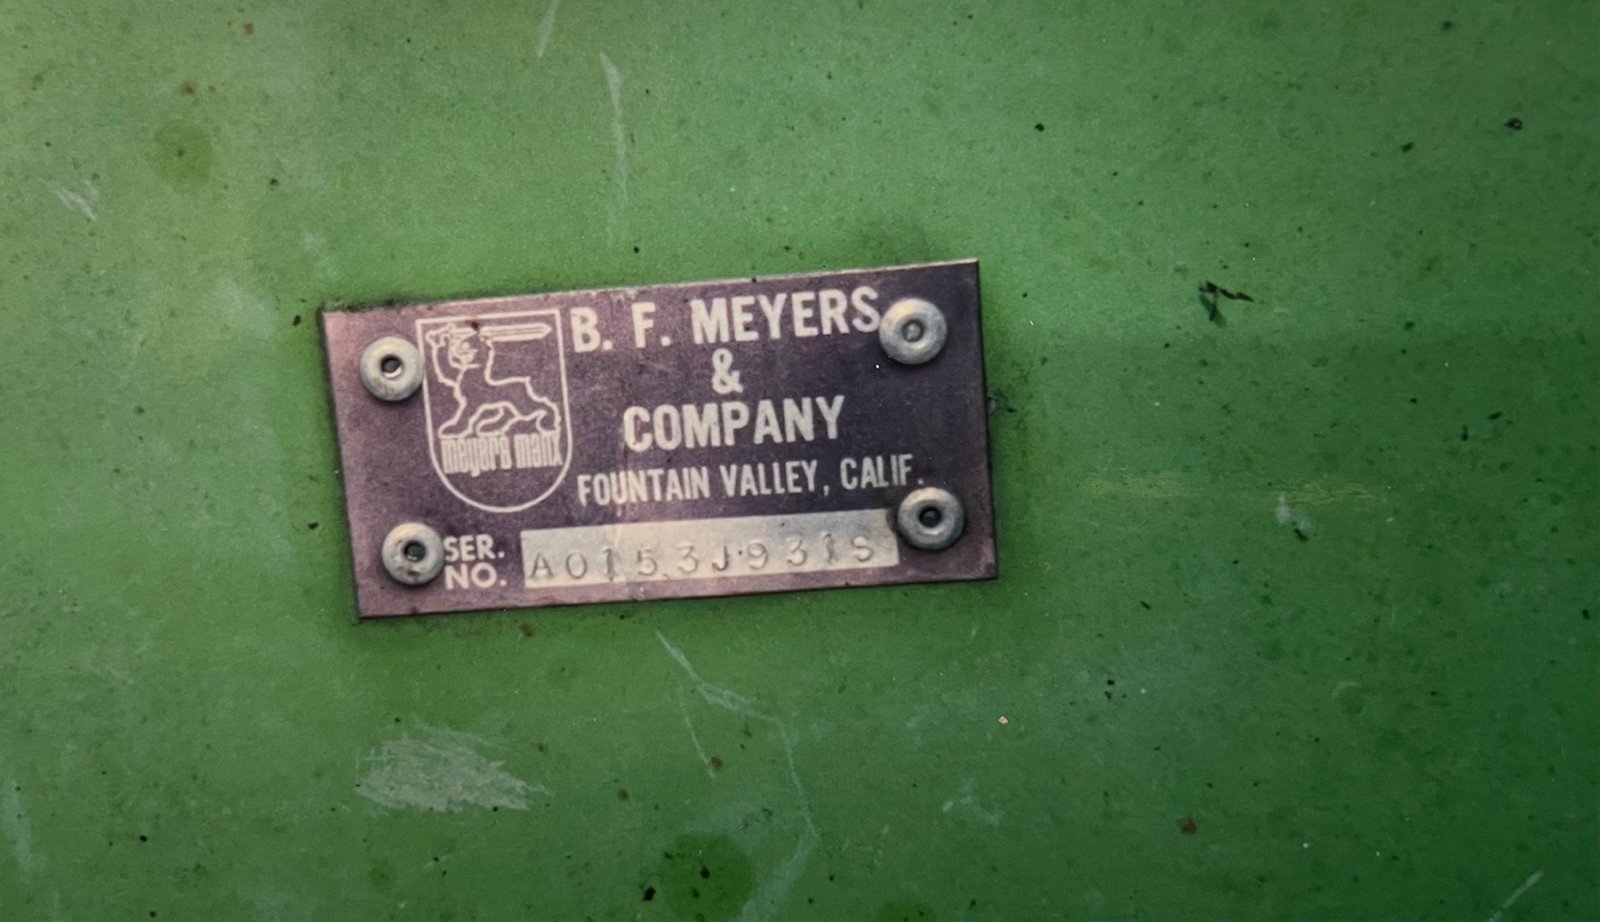 B. F. MEYERS
&
COMPANY
FOUNTAIN VALLEY, CALIF.
meyers manx
SER.
NO. A0153J931S